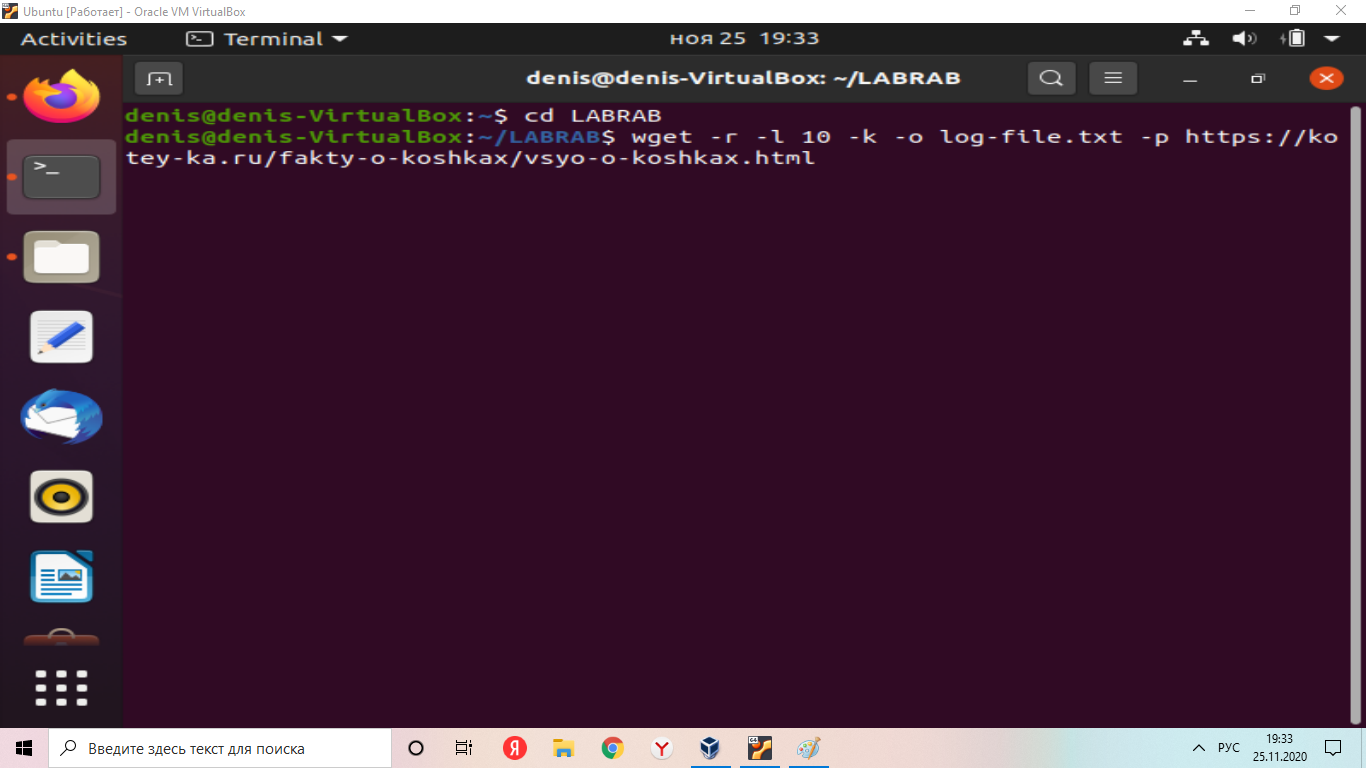 Ubuntu [Работает] - Oracle VM VirtualBox
Activities Terminal ноя 25 19:33
denis@denis-VirtualBox: ~/LABRAB
denis@denis-VirtualBox:~$ cd LABRAB
denis@denis-VirtualBox:~/LABRAB$ wget -r -l 10 -k -o log-file.txt -p https://ko
tey-ka.ru/fakty-o-koshkax/vsyo-o-koshkax.html
Введите здесь текст для поиска
РУС
19:33
25.11.2020